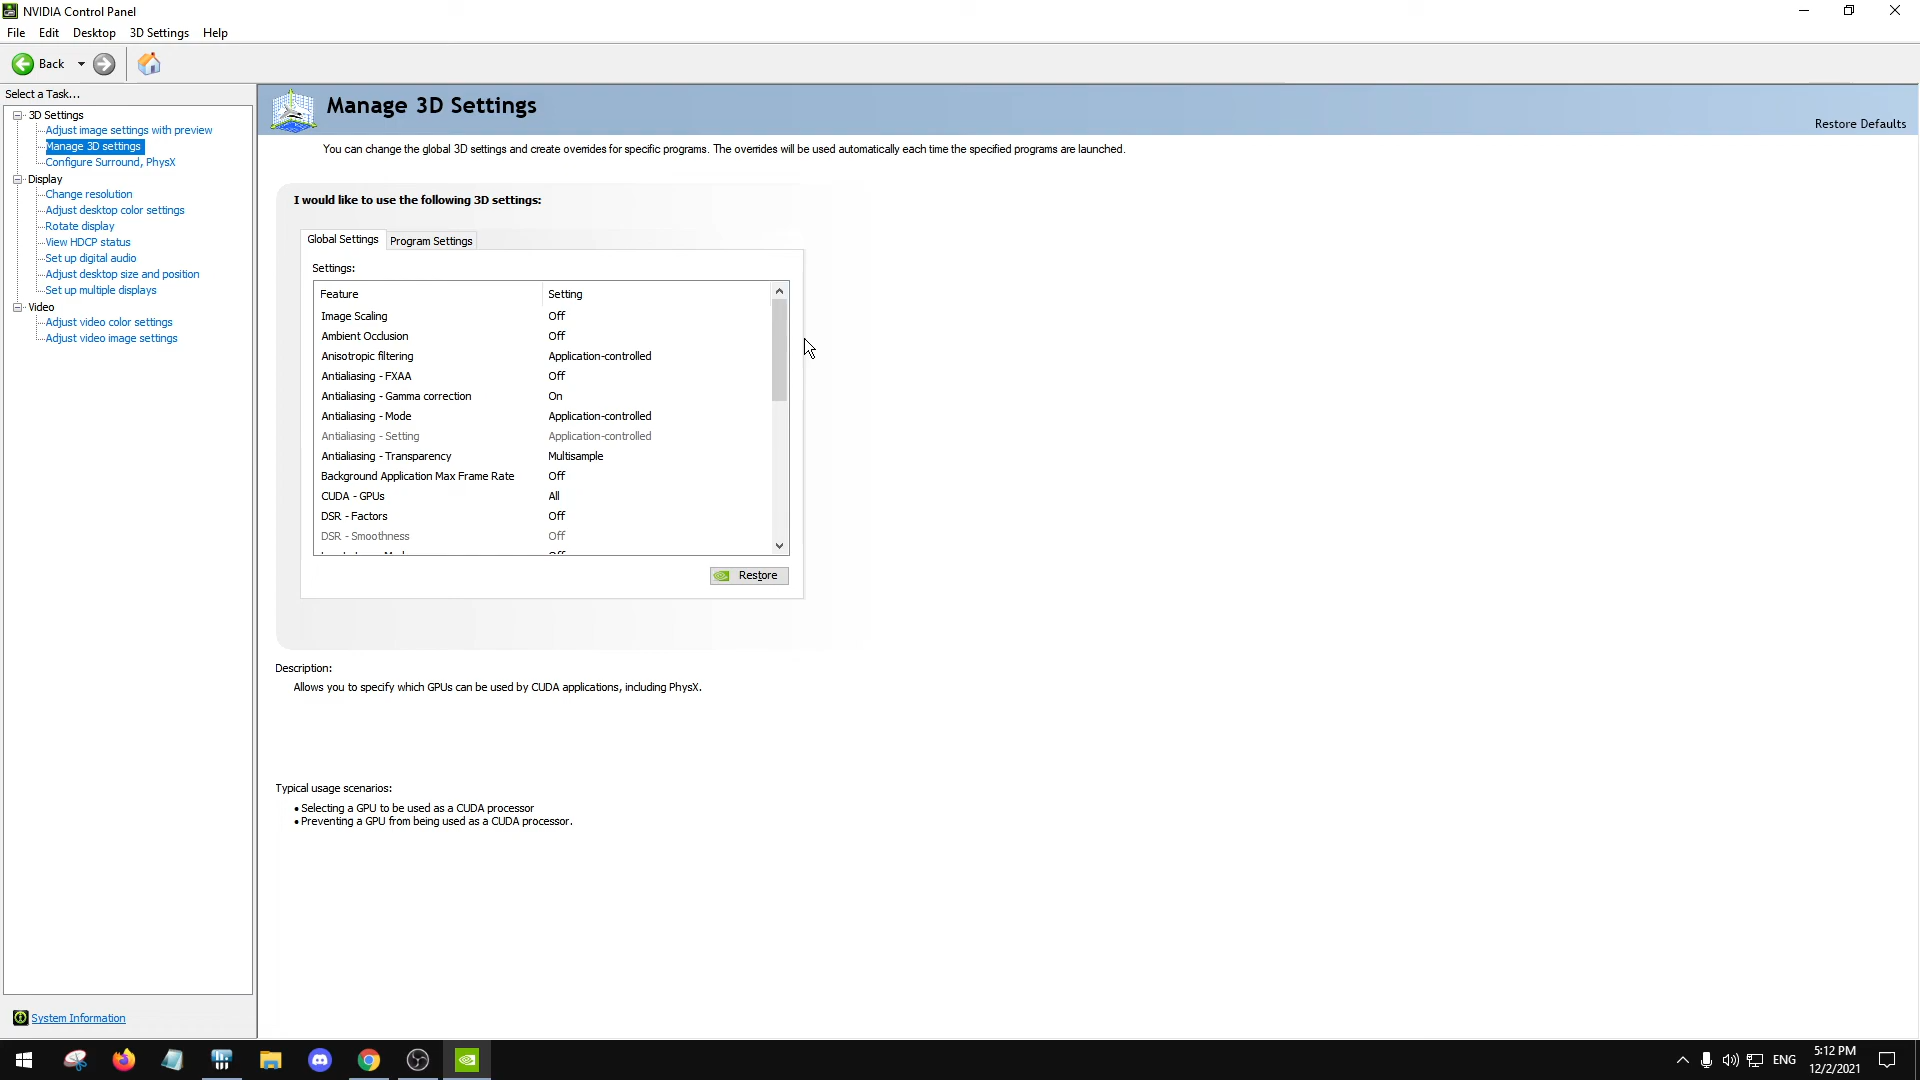 NVIDIA Control Panel
File Edit Desktop 3D Settings Help
Back
Select a Task...
3D Settings
Adjust image settings with preview
Manage 3D settings
Configure Surround, PhysX
Display
Change resolution
Adjust desktop color settings
Rotate display
View HDCP status
Set up digital audio
Adjust desktop size and position
Set up multiple displays
Video
Adjust video color settings
Adjust video image settings
System Information
Manage 3D Settings
Restore Defaults
You can change the global 3D settings and create overrides for specific programs. The overrides will be used automatically each time the specified programs are launched.
I would like to use the following 3D settings:
Global Settings Program Settings
Settings:
Feature Setting
Image Scaling Off
Ambient Occlusion Off
Anisotropic filtering Application-controlled
Antialiasing - FXAA Off
Antialiasing - Gamma correction On
Antialiasing - Mode Application-controlled
Antialiasing - Setting Application-controlled
Antialiasing - Transparency Multisample
Background Application Max Frame Rate Off
CUDA - GPUs All
DSR - Factors Off
DSR - Smoothness Off
Restore
Description:
Allows you to specify which GPUs can be used by CUDA applications, including PhysX.
Typical usage scenarios:
• Selecting a GPU to be used as a CUDA processor
• Preventing a GPU from being used as a CUDA processor.
ENG
5:12 PM
12/2/2021